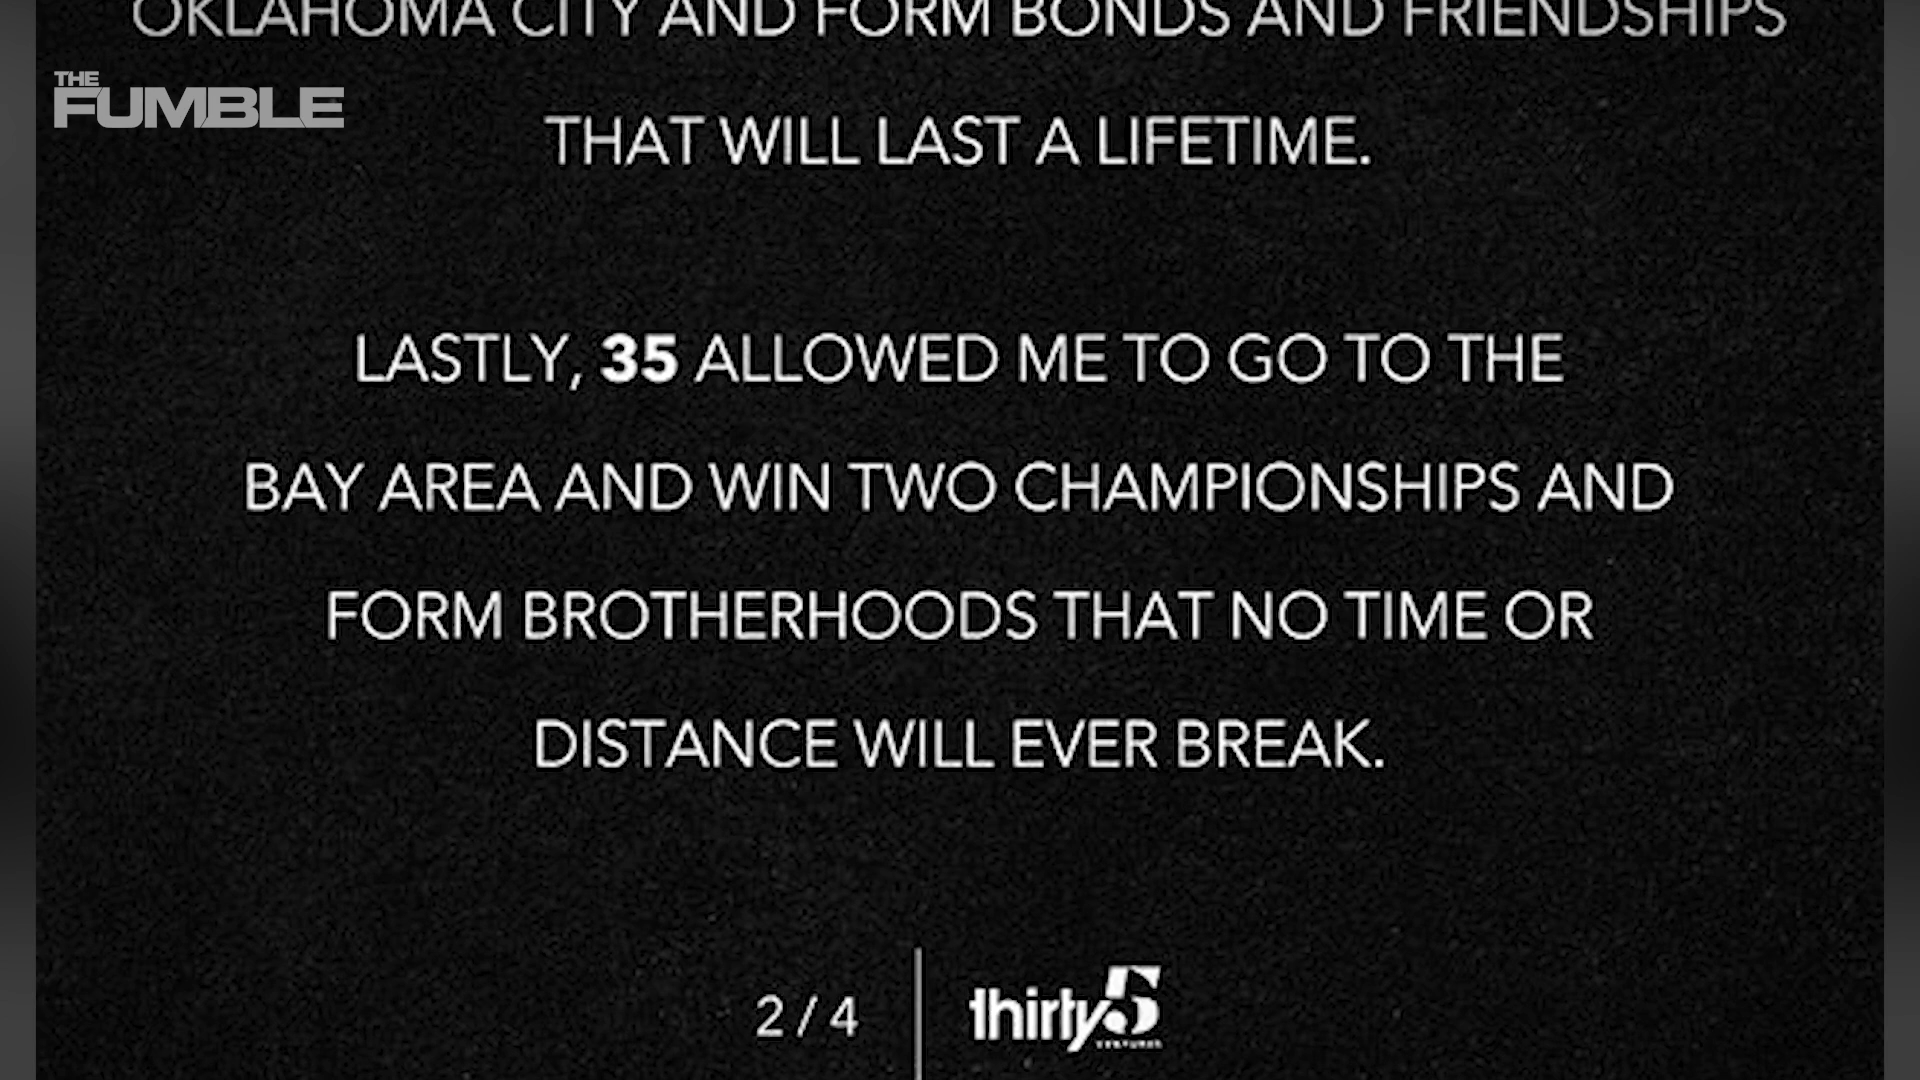 OKLAHOMA CITY AND FORM BONDS AND FRIENDSHIPS
THE
FUMBLE
THAT WILL LAST A LIFETIME.
LASTLY, 35 ALLOWED ME TO GO TO THE
BAY AREA AND WIN TWO CHAMPIONSHIPS AND
FORM BROTHERHOODS THAT NO TIME OR
DISTANCE WILL EVER BREAK.
2 / 4
thirty5
VENTURES